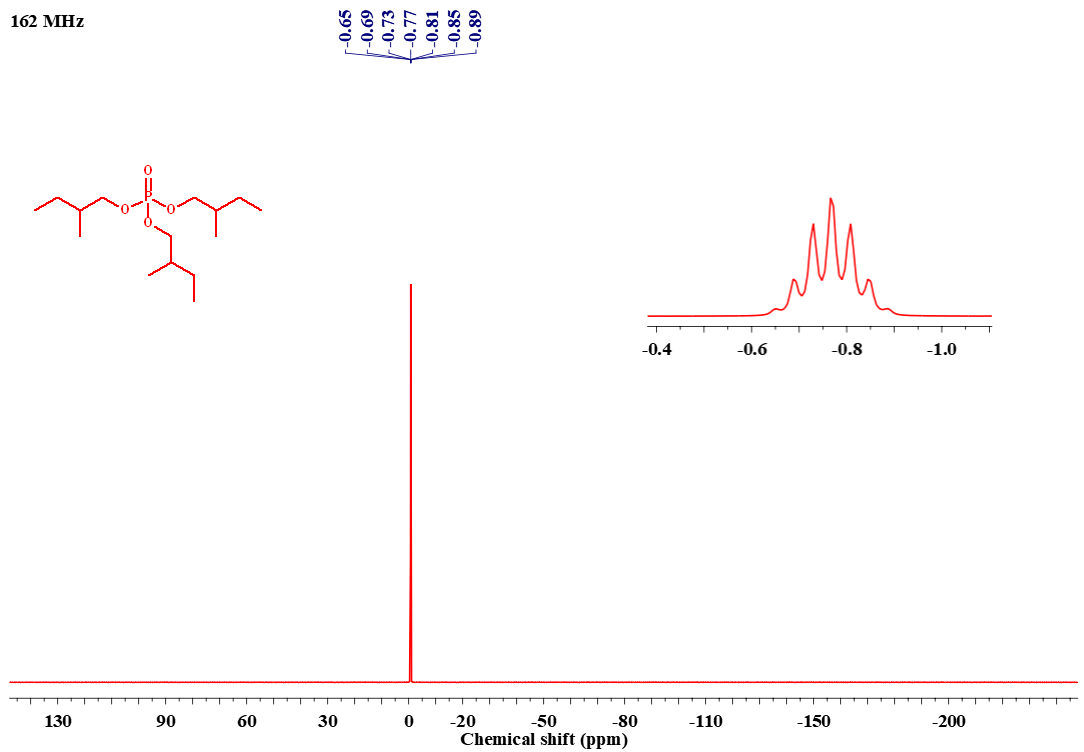 162 MHz
-0.65
-0.69
-0.73
-0.77
-0.81
-0.85
-0.89
O
P
O
O
O
-0.4 -0.6 -0.8 -1.0
130 90 60 30 0 -20 -50 -80 -110 -150 -200
Chemical shift (ppm)